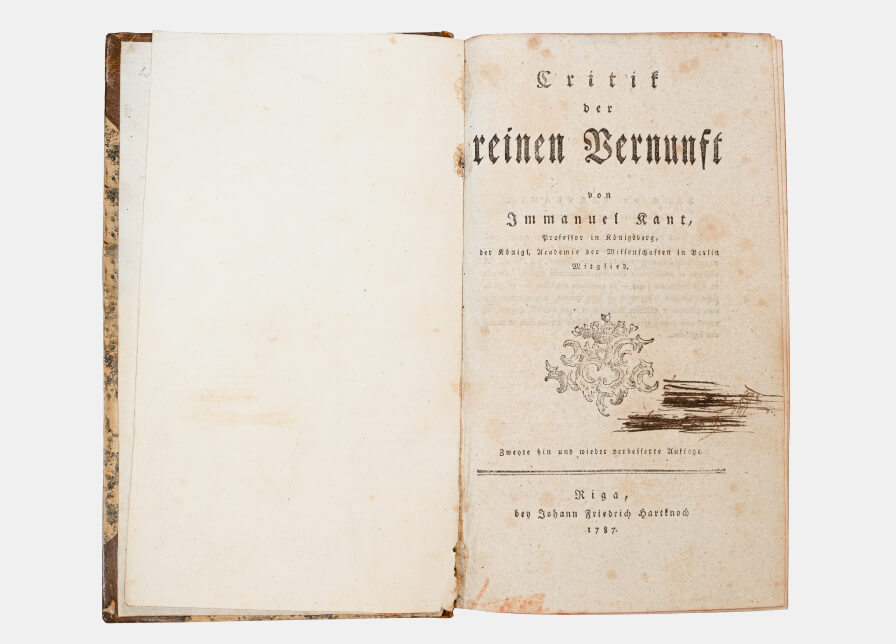 Critik
der
reinen Vernunft
von
Immanuel Kant,
Professor in Königsberg,
der Königl. Academie der Wissenschaften in Berlin
Mitglied.
Zweyte hin und wieder verbesserte Auflage.
Riga,
bey Johann Friedrich Hartknoch
1787.